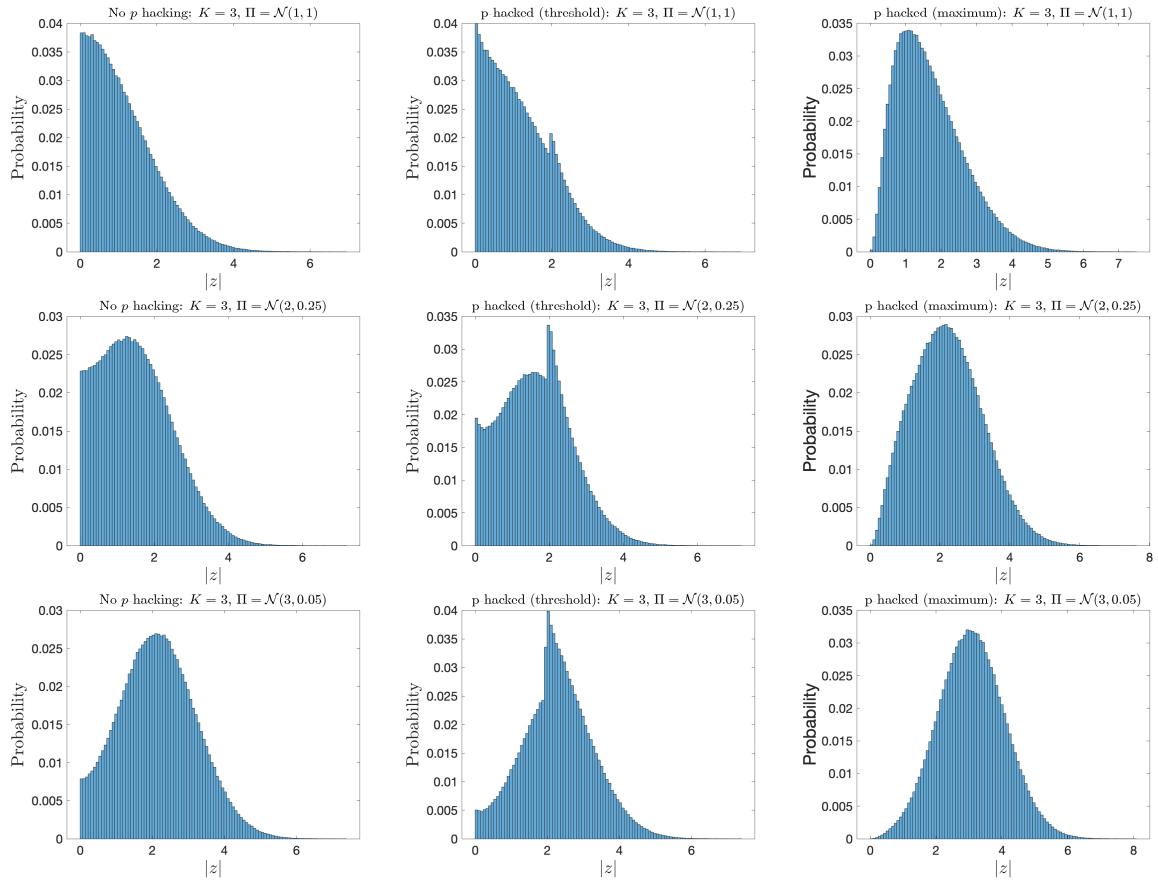 No p hacking: K = 3, Π = N(1, 1)
0.04
0.035
0.03
0.025
0.02
0.015
0.01
0.005
0
Probability
0 2 4 6
|z|
p hacked (threshold): K = 3, Π = N(1, 1)
0.04
0.035
0.03
0.025
0.02
0.015
0.01
0.005
0
Probability
0 2 4 6
|z|
p hacked (maximum): K = 3, Π = N(1, 1)
0.035
0.03
0.025
0.02
0.015
0.01
0.005
0
Probability
0 1 2 3 4 5 6 7
|z|
No p hacking: K = 3, Π = N(2, 0.25)
0.03
0.025
0.02
0.015
0.01
0.005
0
Probability
0 2 4 6
|z|
p hacked (threshold): K = 3, Π = N(2, 0.25)
0.035
0.03
0.025
0.02
0.015
0.01
0.005
0
Probability
0 2 4 6
|z|
p hacked (maximum): K = 3, Π = N(2, 0.25)
0.03
0.025
0.02
0.015
0.01
0.005
0
Probability
0 2 4 6 8
|z|
No p hacking: K = 3, Π = N(3, 0.05)
0.03
0.025
0.02
0.015
0.01
0.005
0
Probability
0 2 4 6
|z|
p hacked (threshold): K = 3, Π = N(3, 0.05)
0.04
0.035
0.03
0.025
0.02
0.015
0.01
0.005
0
Probability
0 2 4 6
|z|
p hacked (maximum): K = 3, Π = N(3, 0.05)
0.035
0.03
0.025
0.02
0.015
0.01
0.005
0
Probability
0 2 4 6 8
|z|